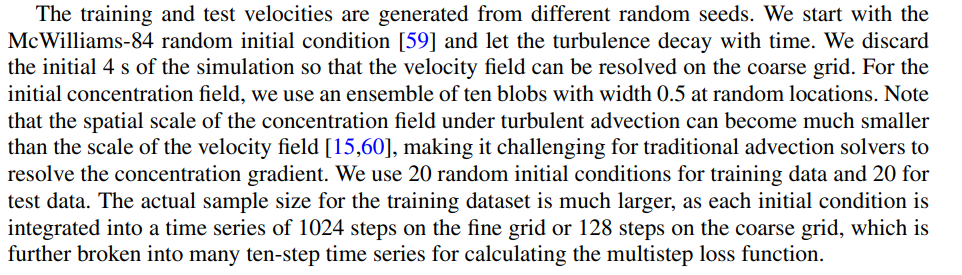 The training and test velocities are generated from different random seeds. We start with the
McWilliams-84 random initial condition [59] and let the turbulence decay with time. We discard
the initial 4 s of the simulation so that the velocity field can be resolved on the coarse grid. For the
initial concentration field, we use an ensemble of ten blobs with width 0.5 at random locations. Note
that the spatial scale of the concentration field under turbulent advection can become much smaller
than the scale of the velocity field [15,60], making it challenging for traditional advection solvers to
resolve the concentration gradient. We use 20 random initial conditions for training data and 20 for
test data. The actual sample size for the training dataset is much larger, as each initial condition is
integrated into a time series of 1024 steps on the fine grid or 128 steps on the coarse grid, which is
further broken into many ten-step time series for calculating the multistep loss function.